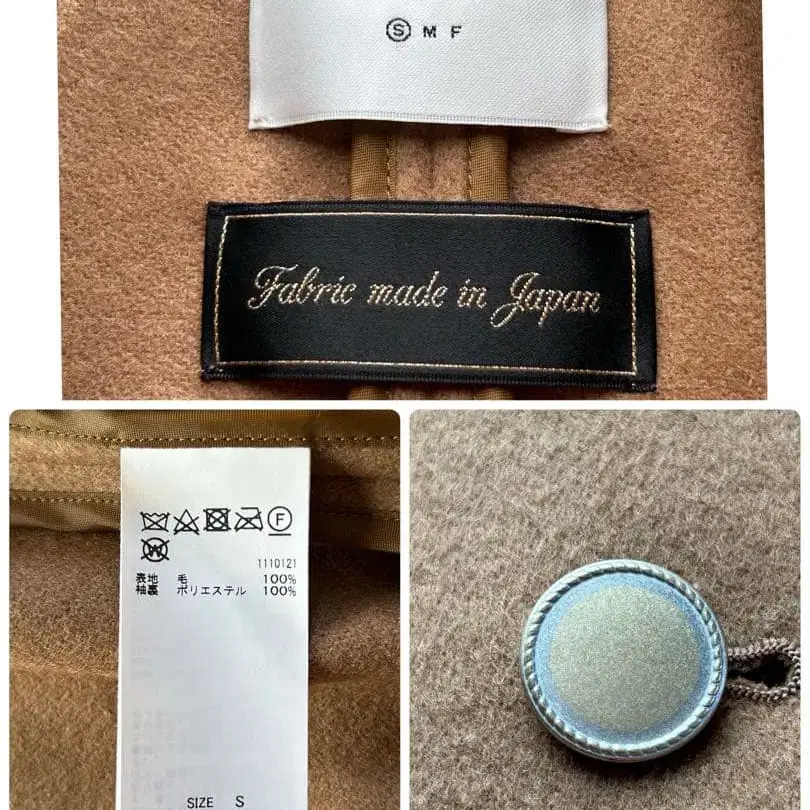 Ⓢ M F
Fabric made in Japan
F
W
1110121
表地 毛 100%
袖裏 ポリエステル 100%
SIZE S